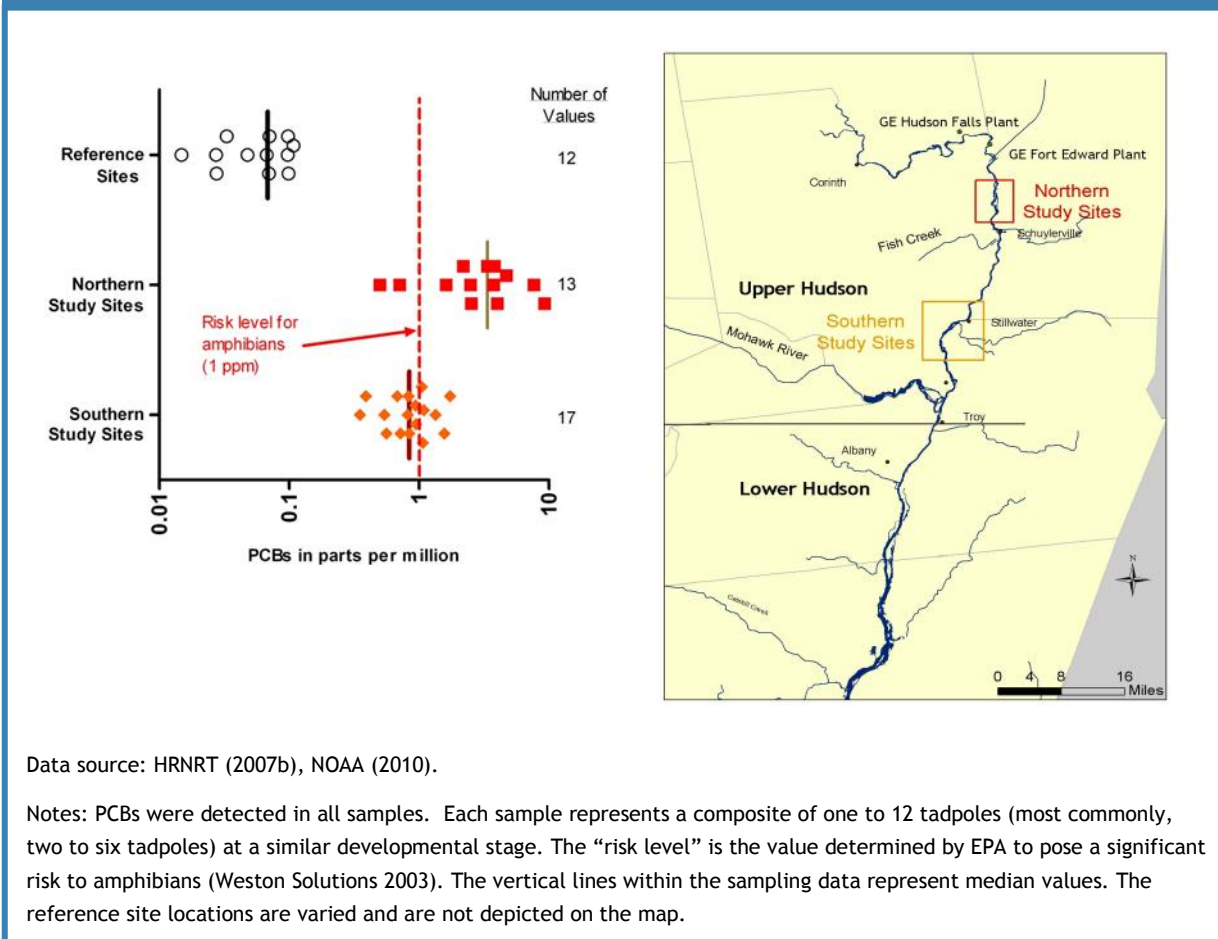 Number of
Values
Reference
Sites
12
Northern
Study Sites
13
Risk level for
amphibians
(1 ppm)
Southern
Study Sites
17
0.01
0.1
1
10
PCBs in parts per million
GE Hudson Falls Plant
GE Fort Edward Plant
Corinth
Northern
Study Sites
Fish Creek
Schuylerville
Upper Hudson
Southern
Study Sites
Stillwater
Mohawk River
Troy
Albany
Lower Hudson
N
Catskill Creek
0 4 8 16
Miles
Data source: HRNRT (2007b), NOAA (2010).
Notes: PCBs were detected in all samples. Each sample represents a composite of one to 12 tadpoles (most commonly,
two to six tadpoles) at a similar developmental stage. The “risk level” is the value determined by EPA to pose a significant
risk to amphibians (Weston Solutions 2003). The vertical lines within the sampling data represent median values. The
reference site locations are varied and are not depicted on the map.